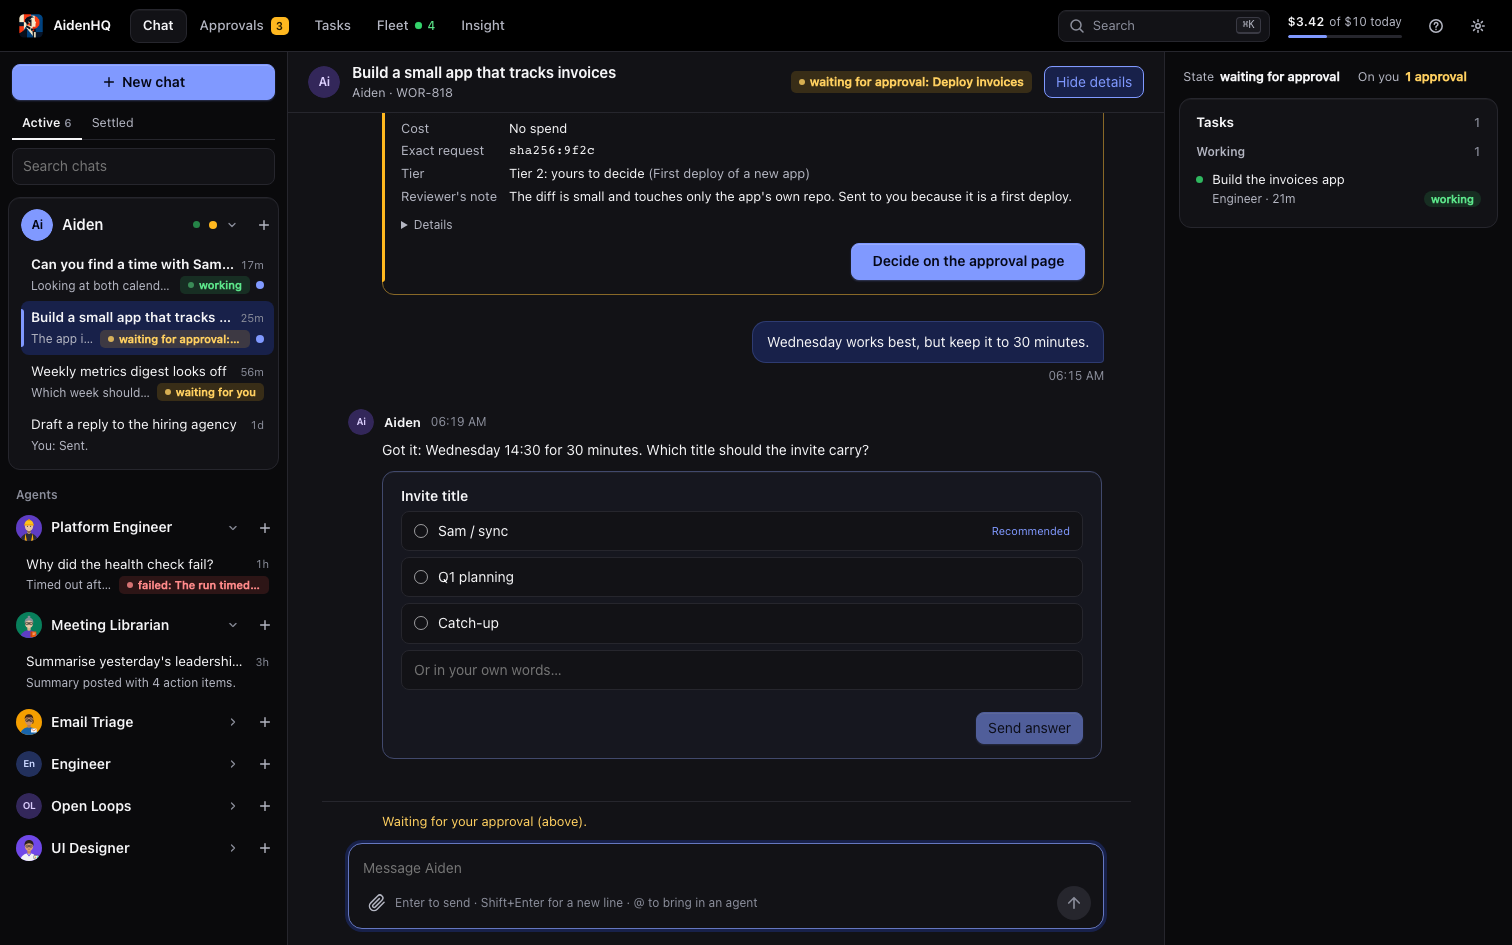 AidenHQ
Chat
Approvals 3
Tasks
Fleet 4
Insight
Search ⌘K
$3.42 of $10 today
+ New chat
Active 6
Settled
Search chats
Ai Aiden
Can you find a time with Sam... 17m
Looking at both calend... working
Build a small app that tracks ... 25m
The app i... waiting for approval:...
Weekly metrics digest looks off 56m
Which week should... waiting for you
Draft a reply to the hiring agency 1d
You: Sent.
Agents
Platform Engineer
Why did the health check fail? 1h
Timed out aft... failed: The run timed...
Meeting Librarian
Summarise yesterday's leadershi... 3h
Summary posted with 4 action items.
Email Triage
En Engineer
OL Open Loops
UI Designer
Ai Build a small app that tracks invoices
Aiden · WOR-818
waiting for approval: Deploy invoices
Hide details
Cost No spend
Exact request sha256:9f2c
Tier Tier 2: yours to decide (First deploy of a new app)
Reviewer's note The diff is small and touches only the app's own repo. Sent to you because it is a first deploy.
Details
Decide on the approval page
Wednesday works best, but keep it to 30 minutes.
06:15 AM
Ai Aiden 06:19 AM
Got it: Wednesday 14:30 for 30 minutes. Which title should the invite carry?
Invite title
Sam / sync Recommended
Q1 planning
Catch-up
Or in your own words...
Send answer
Waiting for your approval (above).
Message Aiden
Enter to send · Shift+Enter for a new line · @ to bring in an agent
State waiting for approval On you 1 approval
Tasks 1
Working 1
Build the invoices app
Engineer · 21m working